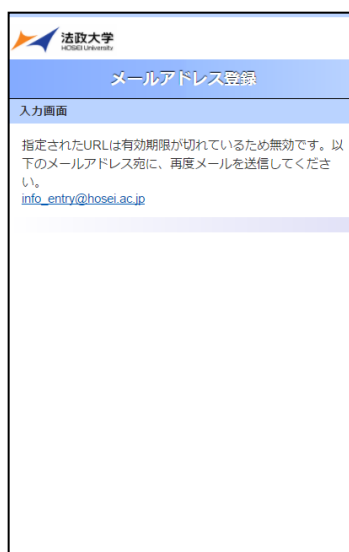 法政大学
HOSEI University
メールアドレス登録
入力画面
指定されたURLは有効期限が切れているため無効です。以
下のメールアドレス宛に、再度メールを送信してくださ
い。
info_entry@hosei.ac.jp